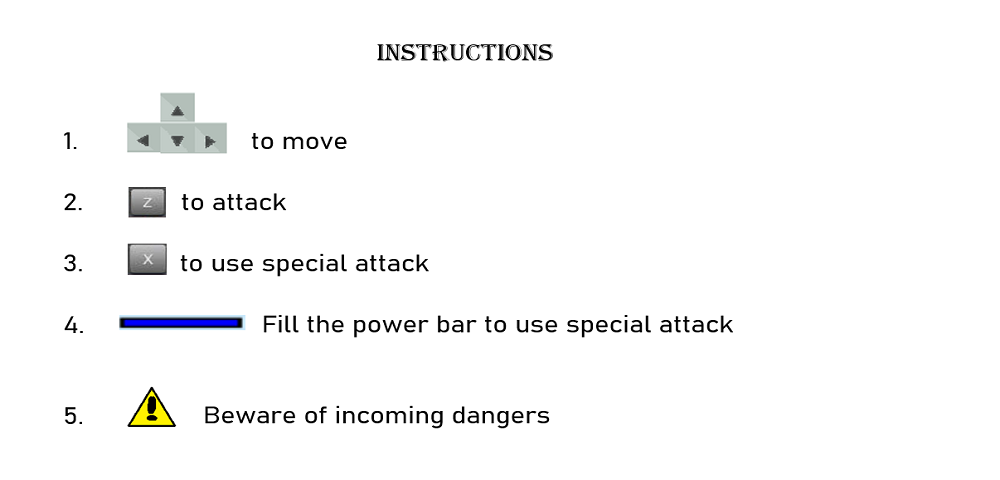 INSTRUCTIONS
1. to move
2. Z to attack
3. X to use special attack
4. Fill the power bar to use special attack
5. ! Beware of incoming dangers